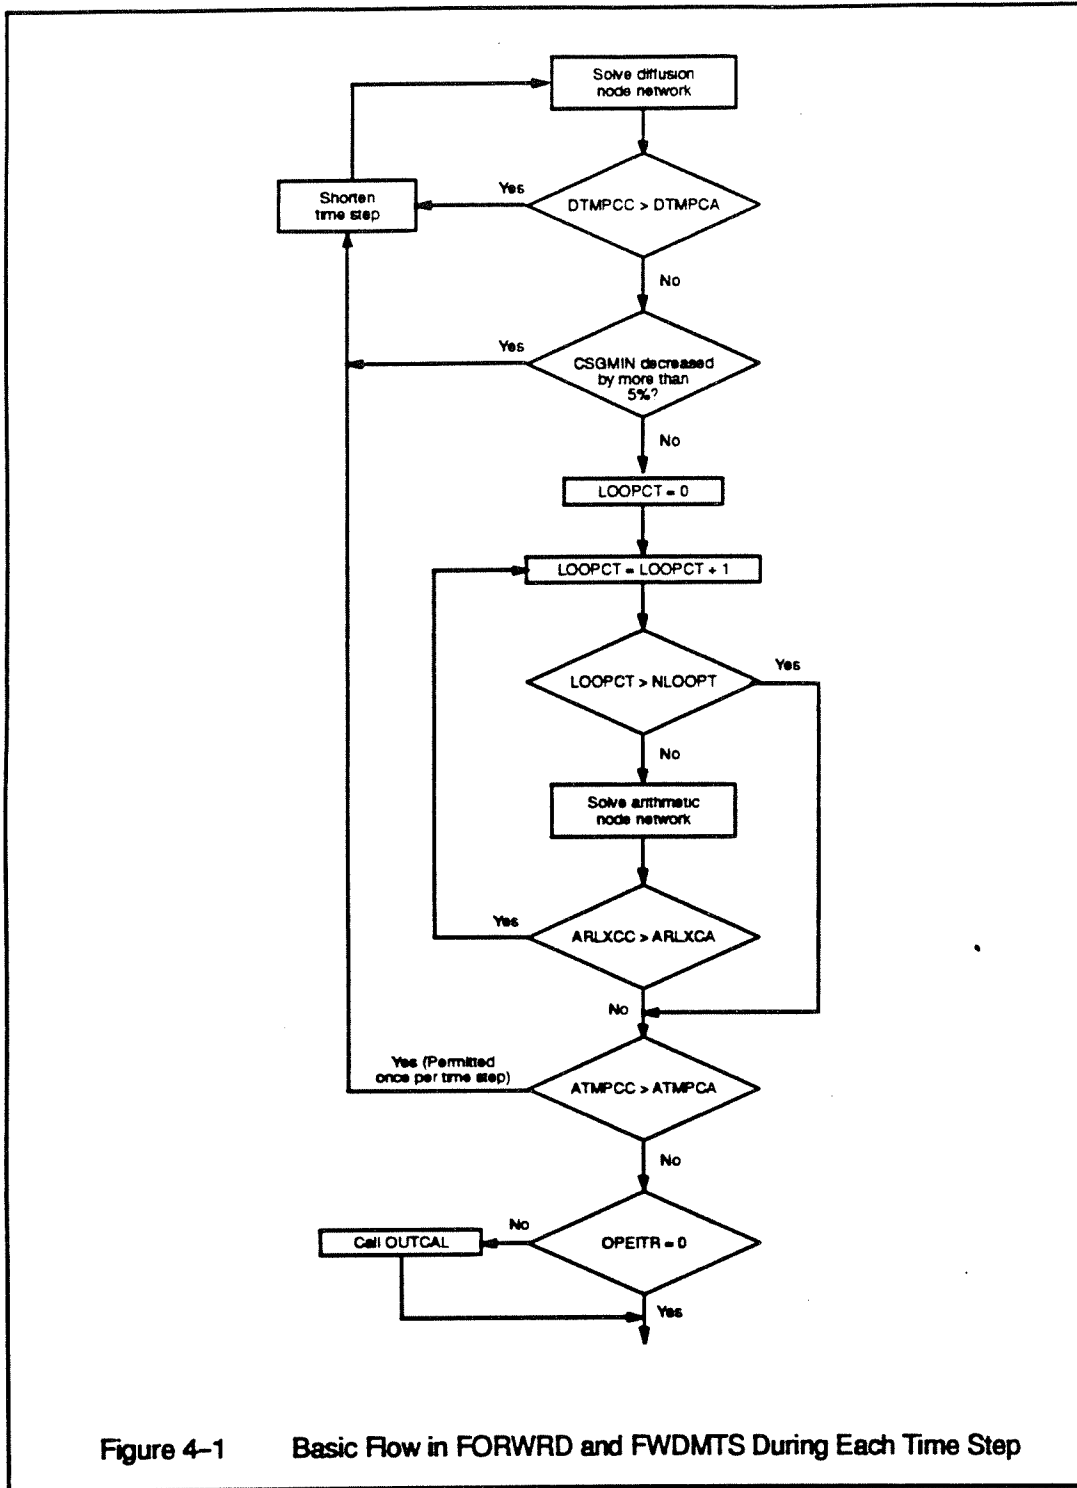 Solve diffusion
node network
Yes
Shorten
time step
DTMPCC > DTMPCA
No
Yes
CSGMIN decreased
by more than
5%?
No
LOOPCT = 0
LOOPCT = LOOPCT + 1
LOOPCT > NLOOPT
Yes
No
Solve arithmetic
node network
Yes
ARLXCC > ARLXCA
No
Yes (Permitted
once per time step)
ATMPCC > ATMPCA
No
No
Call OUTCAL
OPEITR = 0
Yes
Figure 4-1 Basic Flow in FORWRD and FWDMTS During Each Time Step